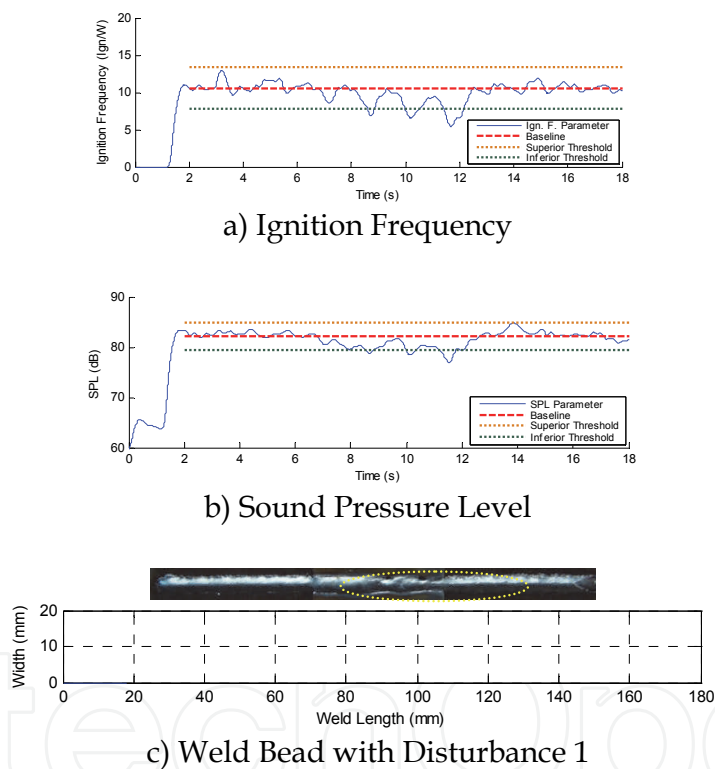 20
15
10
5
0
Ignition Frequency (Ign/W)
Ign. F. Parameter
Baseline
Superior Threshold
Inferior Threshold
0 2 4 6 8 10 12 14 16 18
Time (s)
a) Ignition Frequency
90
80
70
60
SPL (dB)
SPL Parameter
Baseline
Superior Threshold
Inferior Threshold
0 2 4 6 8 10 12 14 16 18
Time (s)
b) Sound Pressure Level
20
10
0
Width (mm)
0 20 40 60 80 100 120 140 160 180
Weld Length (mm)
c) Weld Bead with Disturbance 1